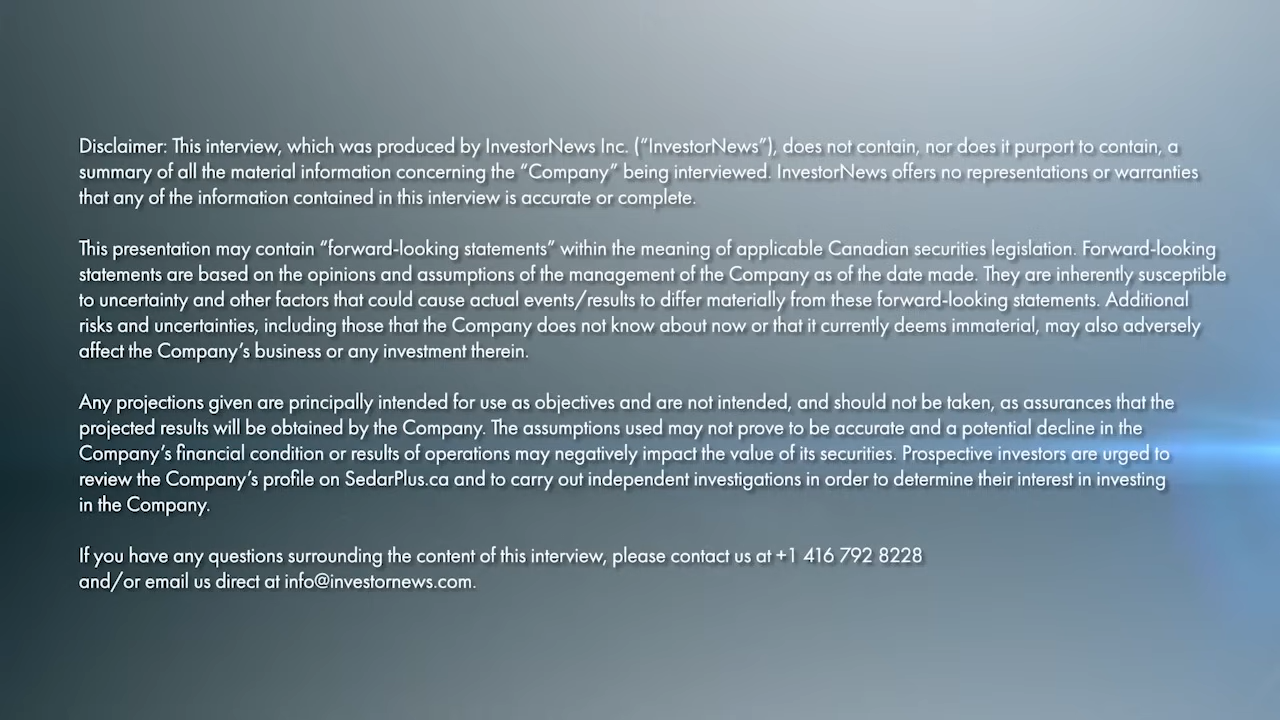 Disclaimer: This interview, which was produced by InvestorNews Inc. (“InvestorNews”), does not contain, nor does it purport to contain, a
summary of all the material information concerning the “Company” being interviewed. InvestorNews offers no representations or warranties
that any of the information contained in this interview is accurate or complete.
This presentation may contain “forward-looking statements” within the meaning of applicable Canadian securities legislation. Forward-looking
statements are based on the opinions and assumptions of the management of the Company as of the date made. They are inherently susceptible
to uncertainty and other factors that could cause actual events/results to differ materially from these forward-looking statements. Additional
risks and uncertainties, including those that the Company does not know about now or that it currently deems immaterial, may also adversely
affect the Company’s business or any investment therein.
Any projections given are principally intended for use as objectives and are not intended, and should not be taken, as assurances that the
projected results will be obtained by the Company. The assumptions used may not prove to be accurate and a potential decline in the
Company’s financial condition or results of operations may negatively impact the value of its securities. Prospective investors are urged to
review the Company’s profile on SedarPlus.ca and to carry out independent investigations in order to determine their interest in investing
in the Company.
If you have any questions surrounding the content of this interview, please contact us at +1 416 792 8228
and/or email us direct at info@investornews.com.